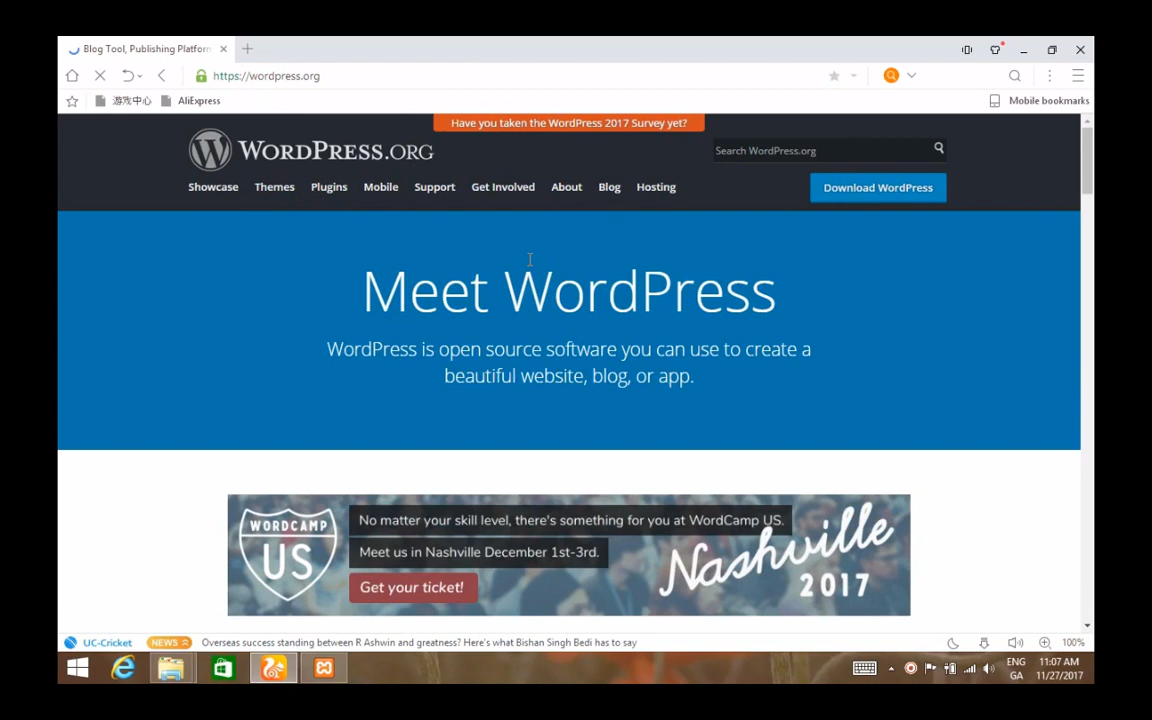 Blog Tool, Publishing Platform
https://wordpress.org
游戏中心
AliExpress
Mobile bookmarks
Have you taken the WordPress 2017 Survey yet?
WORDPRESS.ORG
Search WordPress.org
Showcase Themes Plugins Mobile Support Get Involved About Blog Hosting
Download WordPress
Meet WordPress
WordPress is open source software you can use to create a
beautiful website, blog, or app.
WORDCAMP
US
No matter your skill level, there's something for you at WordCamp US.
Meet us in Nashville December 1st-3rd.
Get your ticket!
Nashville
2017
UC-Cricket NEWS Overseas success standing between R Ashwin and greatness? Here's what Bishan Singh Bedi has to say
100%
ENG 11:07 AM
GA 11/27/2017